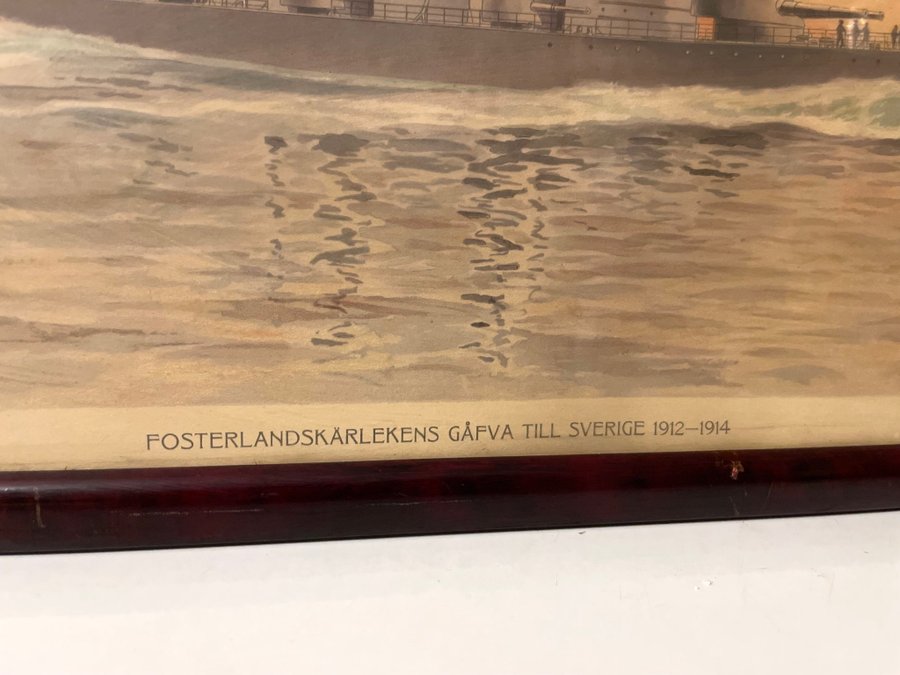 FOSTERLANDSKÄRLEKENS GÅFVA TILL SVERIGE 1912–1914